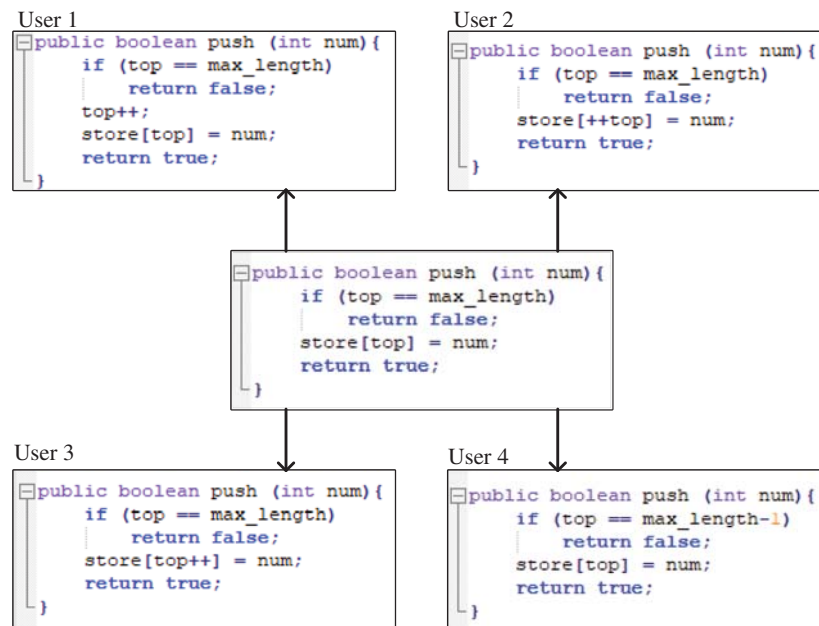 User 1
public boolean push (int num){
if (top == max_length)
return false;
top++;
store[top] = num;
return true;
}
User 2
public boolean push (int num){
if (top == max_length)
return false;
store[++top] = num;
return true;
}
public boolean push (int num){
if (top == max_length)
return false;
store[top] = num;
return true;
}
User 3
public boolean push (int num){
if (top == max_length)
return false;
store[top++] = num;
return true;
}
User 4
public boolean push (int num){
if (top == max_length-1)
return false;
store[top] = num;
return true;
}